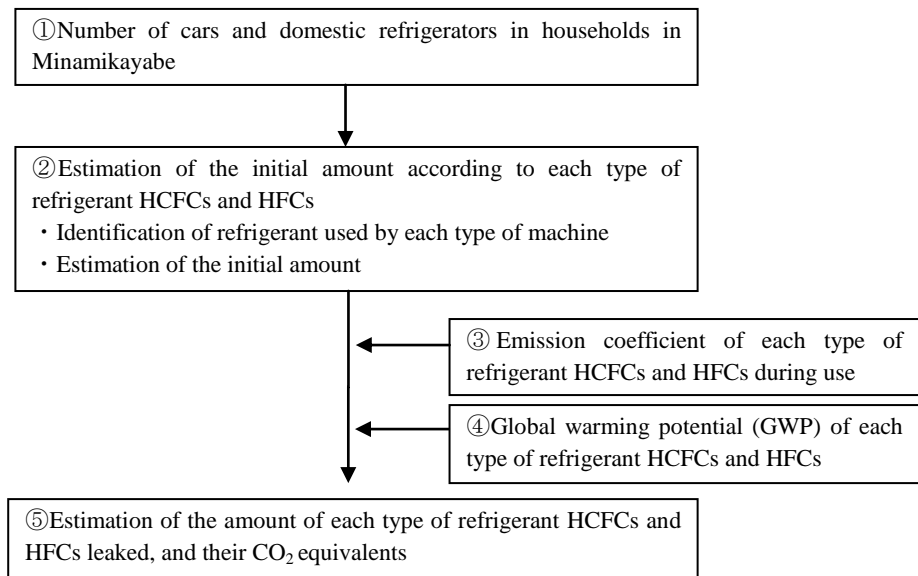 ①Number of cars and domestic refrigerators in households in
Minamikayabe
②Estimation of the initial amount according to each type of
refrigerant HCFCs and HFCs
・Identification of refrigerant used by each type of machine
・Estimation of the initial amount
③ Emission coefficient of each type of
refrigerant HCFCs and HFCs during use
④Global warming potential (GWP) of each
type of refrigerant HCFCs and HFCs
⑤Estimation of the amount of each type of refrigerant HCFCs and
HFCs leaked, and their CO₂ equivalents